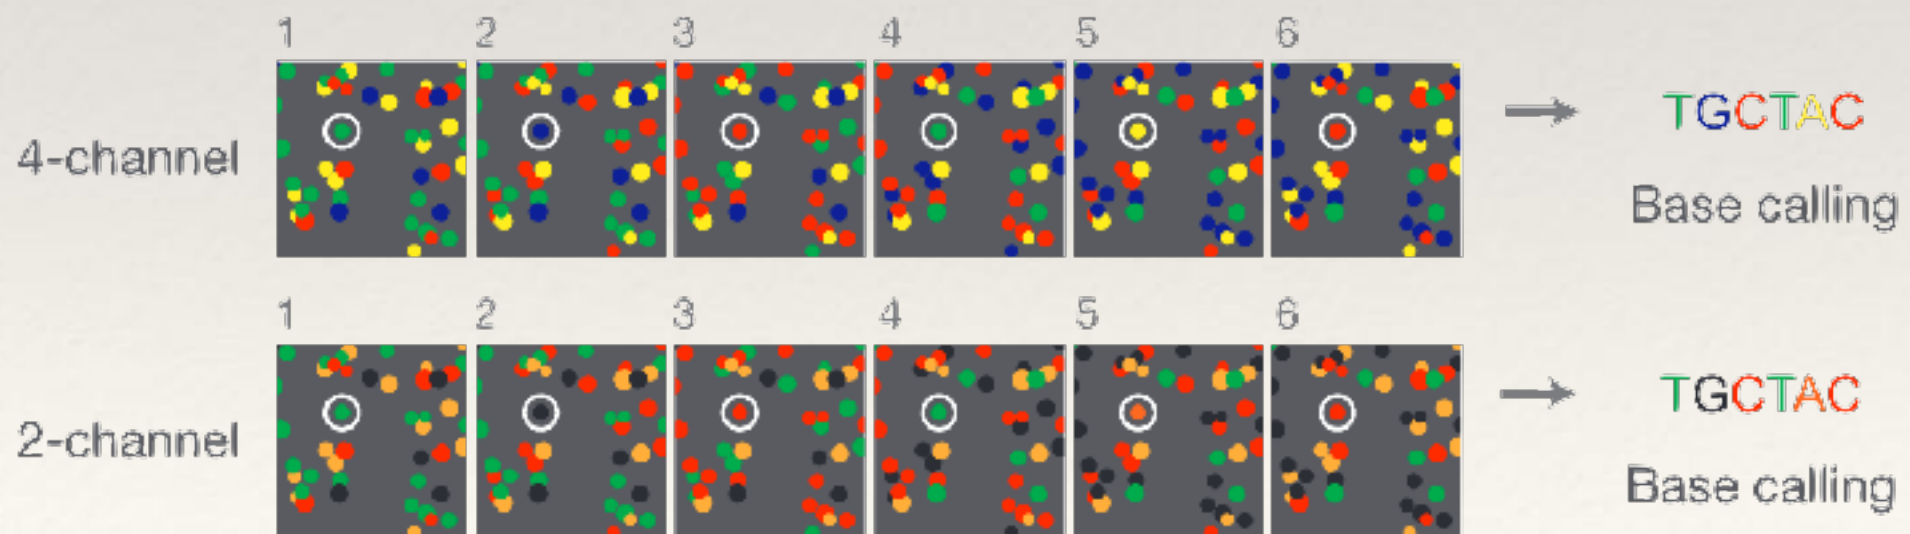 1 2 3 4 5 6
4-channel
TGCTAC
Base calling
1 2 3 4 5 6
2-channel
TGCTAC
Base calling